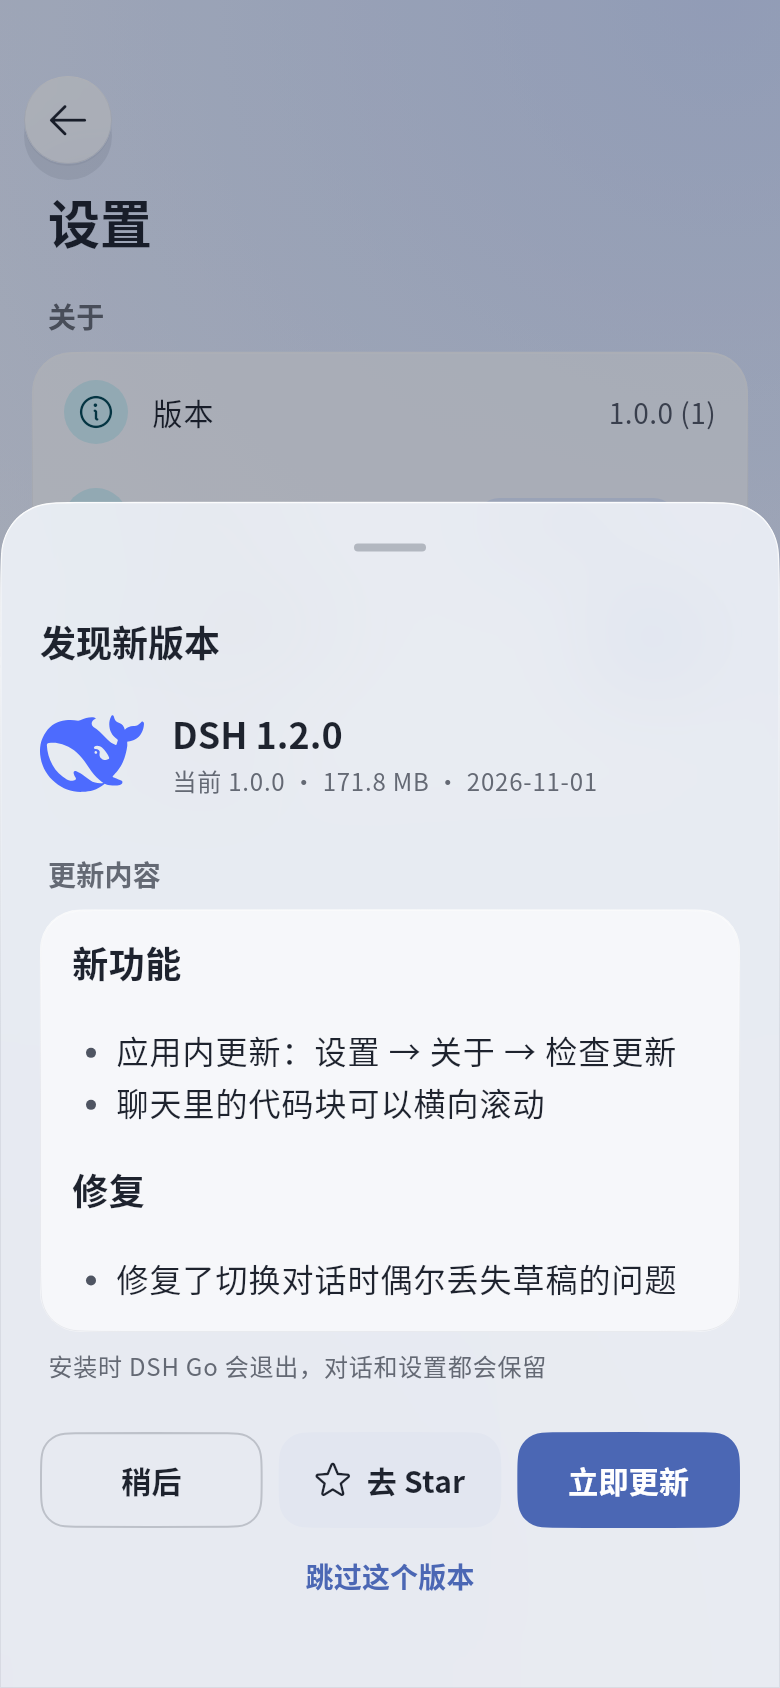 设置
关于
版本 1.0.0 (1)
发现新版本
DSH 1.2.0
当前 1.0.0 · 171.8 MB · 2026-11-01
更新内容
新功能
• 应用内更新：设置 → 关于 → 检查更新
• 聊天里的代码块可以横向滚动
修复
• 修复了切换对话时偶尔丢失草稿的问题
安装时 DSH Go 会退出，对话和设置都会保留
稍后 去 Star 立即更新
跳过这个版本